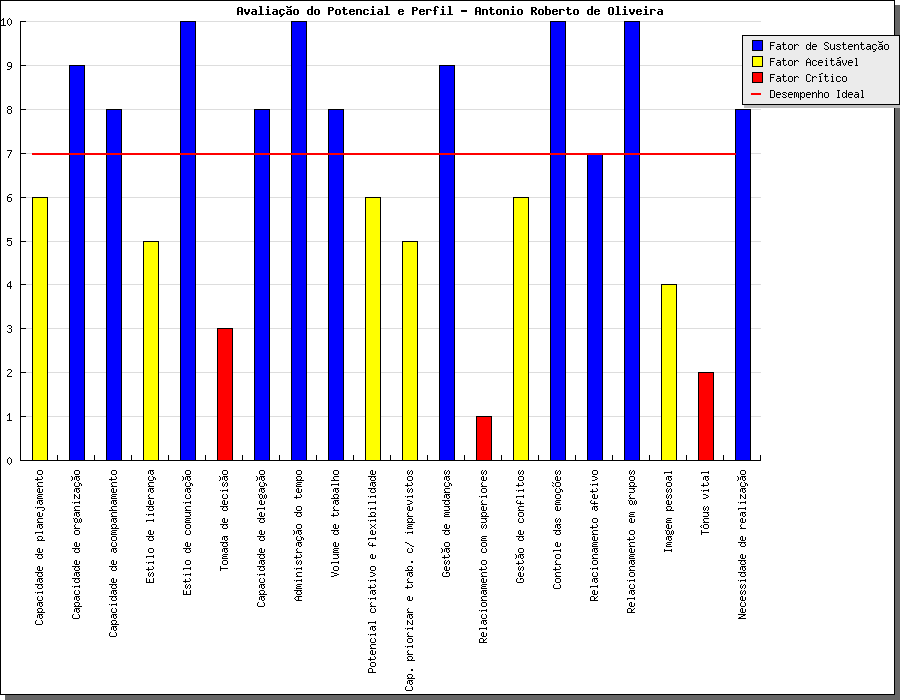 Avaliação do Potencial e Perfil - Antonio Roberto de Oliveira
Fator de Sustentação
Fator Aceitável
Fator Crítico
Desempenho Ideal
10
9
8
7
6
5
4
3
2
1
0
Capacidade de planejamento
Capacidade de organização
Capacidade de acompanhamento
Estilo de liderança
Estilo de comunicação
Tomada de decisão
Capacidade de delegação
Administração do tempo
Volume de trabalho
Potencial criativo e flexibilidade
Cap. priorizar e trab. c/ imprevistos
Gestão de mudanças
Relacionamento com superiores
Gestão de conflitos
Controle das emoções
Relacionamento afetivo
Relacionamento em grupos
Imagem pessoal
Tônus vital
Necessidade de realização